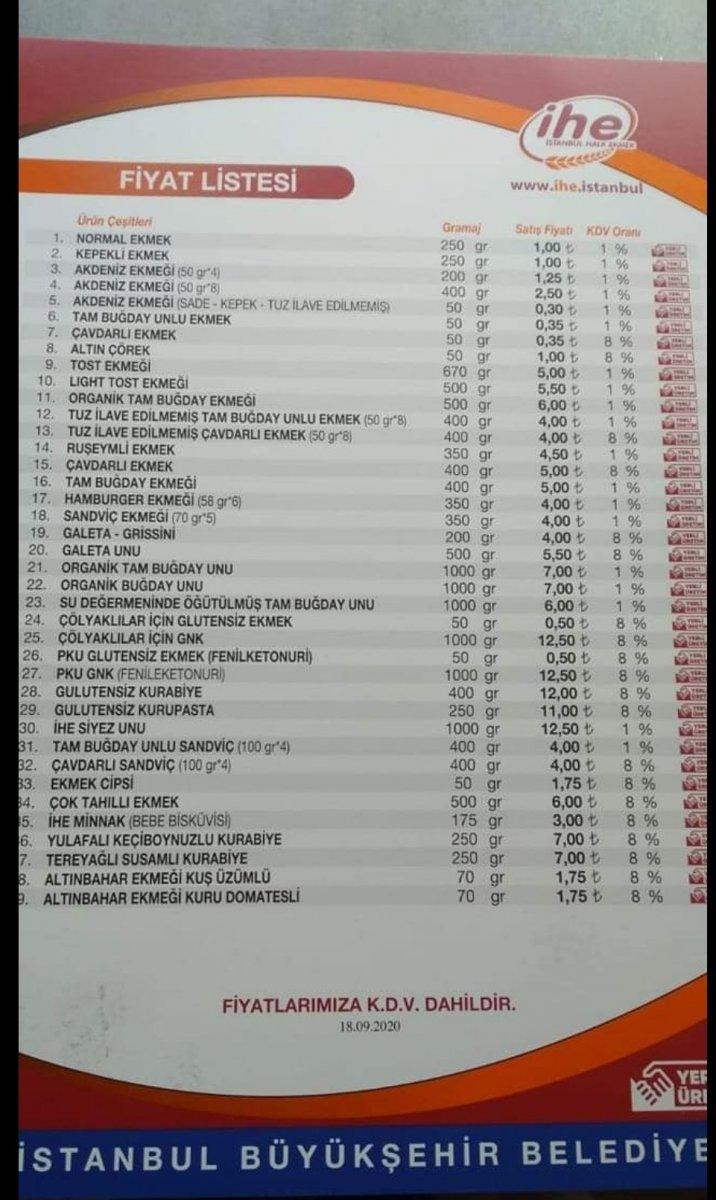 ihe
İSTANBUL HALK EKMEK
FİYAT LİSTESİ
www.ihe.istanbul
Ürün Çeşitleri Gramaj Satış Fiyatı KDV Oranı
1. NORMAL EKMEK 250 gr 1,00 ₺ 1 %
2. KEPEKLİ EKMEK 250 gr 1,00 ₺ 1 %
3. AKDENİZ EKMEĞİ (50 gr*4) 200 gr 1,25 ₺ 1 %
4. AKDENİZ EKMEĞİ (50 gr*8) 400 gr 2,50 ₺ 1 %
5. AKDENİZ EKMEĞİ (SADE - KEPEK - TUZ İLAVE EDİLMEMİŞ) 50 gr 0,30 ₺ 1 %
6. TAM BUĞDAY UNLU EKMEK 50 gr 0,35 ₺ 1 %
7. ÇAVDARLI EKMEK 50 gr 0,35 ₺ 8 %
8. ALTIN ÇÖREK 50 gr 1,00 ₺ 8 %
9. TOST EKMEĞİ 670 gr 5,00 ₺ 1 %
10. LIGHT TOST EKMEĞİ 500 gr 5,50 ₺ 1 %
11. ORGANİK TAM BUĞDAY EKMEĞİ 500 gr 6,00 ₺ 1 %
12. TUZ İLAVE EDİLMEMİŞ TAM BUĞDAY UNLU EKMEK (50 gr*8) 400 gr 4,00 ₺ 1 %
13. TUZ İLAVE EDİLMEMİŞ ÇAVDARLI EKMEK (50 gr*8) 400 gr 4,00 ₺ 8 %
14. RUŞEYMLİ EKMEK 350 gr 4,50 ₺ 1 %
15. ÇAVDARLI EKMEK 400 gr 5,00 ₺ 8 %
16. TAM BUĞDAY EKMEĞİ 400 gr 5,00 ₺ 1 %
17. HAMBURGER EKMEĞİ (58 gr*6) 350 gr 4,00 ₺ 1 %
18. SANDVİÇ EKMEĞİ (70 gr*5) 350 gr 4,00 ₺ 1 %
19. GALETA - GRİSSİNİ 200 gr 4,00 ₺ 8 %
20. GALETA UNU 500 gr 5,50 ₺ 8 %
21. ORGANİK TAM BUĞDAY UNU 1000 gr 7,00 ₺ 1 %
22. ORGANİK BUĞDAY UNU 1000 gr 7,00 ₺ 1 %
23. SU DEĞERMENİNDE ÖĞÜTÜLMÜŞ TAM BUĞDAY UNU 1000 gr 6,00 ₺ 1 %
24. ÇÖLYAKLILAR İÇİN GLUTENSİZ EKMEK 50 gr 0,50 ₺ 8 %
25. ÇÖLYAKLILAR İÇİN GNK 1000 gr 12,50 ₺ 8 %
26. PKU GLUTENSİZ EKMEK (FENİLKETONURİ) 50 gr 0,50 ₺ 8 %
27. PKU GNK (FENİLEKETONURİ) 1000 gr 12,50 ₺ 8 %
28. GULUTENSİZ KURABİYE 400 gr 12,00 ₺ 8 %
29. GULUTENSİZ KURUPASTA 250 gr 11,00 ₺ 8 %
30. İHE SİYEZ UNU 1000 gr 12,50 ₺ 1 %
31. TAM BUĞDAY UNLU SANDVİÇ (100 gr*4) 400 gr 4,00 ₺ 1 %
32. ÇAVDARLI SANDVİÇ (100 gr*4) 400 gr 4,00 ₺ 8 %
33. EKMEK CİPSİ 50 gr 1,75 ₺ 8 %
34. ÇOK TAHILLI EKMEK 500 gr 6,00 ₺ 8 %
5. İHE MİNNAK (BEBE BİSKÜVİSİ) 175 gr 3,00 ₺ 8 %
6. YULAFALI KEÇİBOYNUZLU KURABİYE 250 gr 7,00 ₺ 8 %
7. TEREYAĞLI SUSAMLI KURABİYE 250 gr 7,00 ₺ 8 %
8. ALTINBAHAR EKMEĞİ KUŞ ÜZÜMLÜ 70 gr 1,75 ₺ 8 %
9. ALTINBAHAR EKMEĞİ KURU DOMATESLİ 70 gr 1,75 ₺ 8 %
FİYATLARIMIZA K.D.V. DAHİLDİR.
18.09.2020
YER
ÜRE
İSTANBUL BÜYÜKŞEHİR BELEDİYE